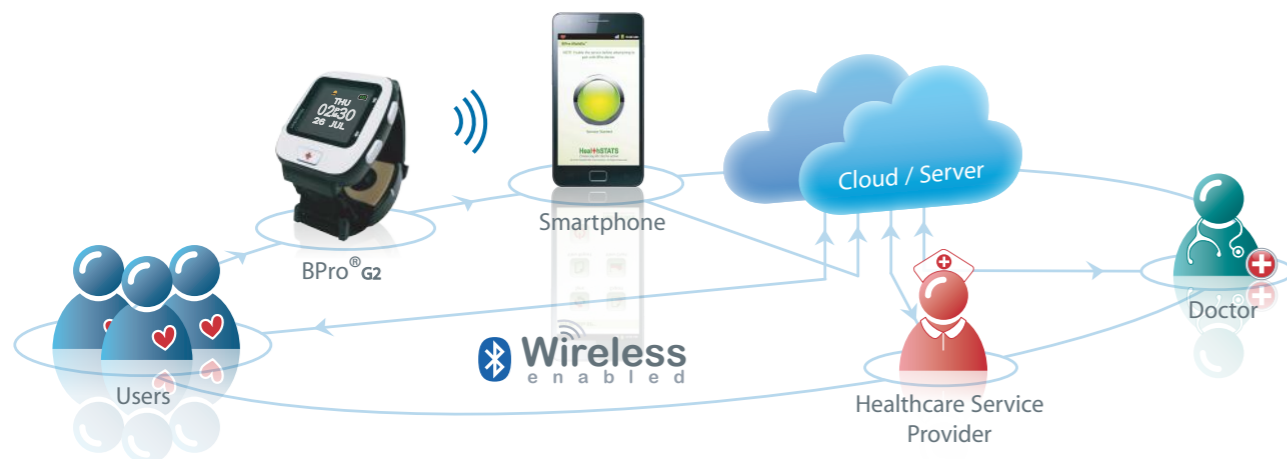 THU
02:30
26 JUL
HealthSTATS
Cloud / Server
Smartphone
BPro® G2
Doctor
Wireless
enabled
Users
Healthcare Service
Provider